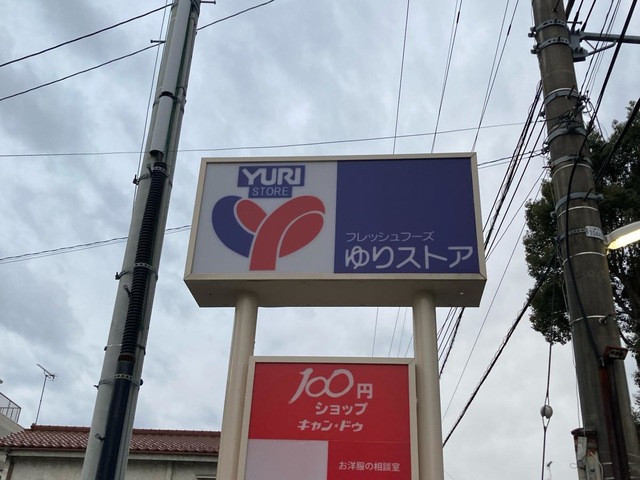 YURI
STORE
フレッシュフーズ
ゆりストア
100円
ショップ
キャン・ドゥ
お洋服の相談室